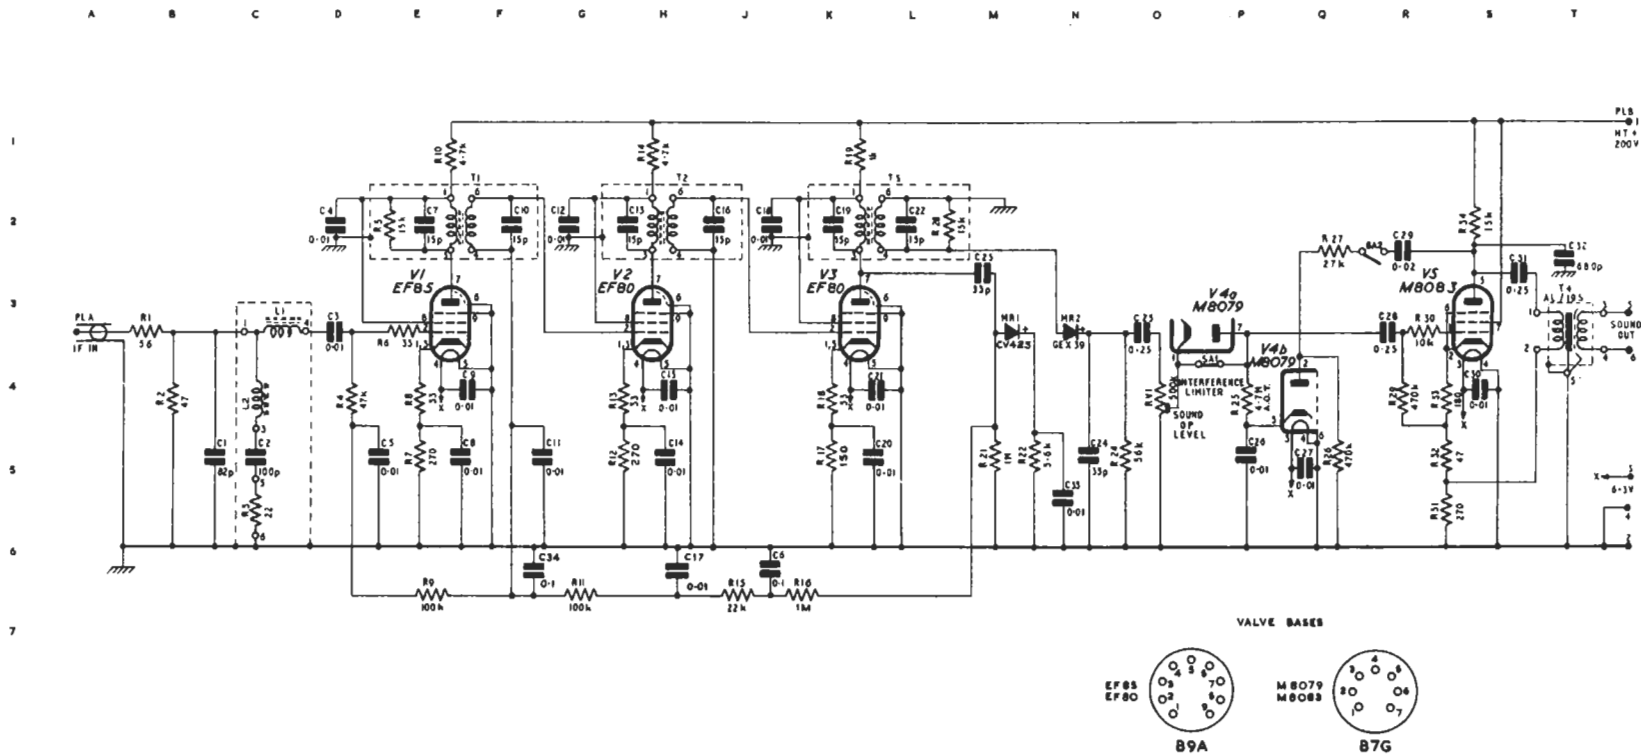 A B C D E F G H J K L M N O P Q R S T
1
2
3
4
5
6
7
PLB
1
HT +
200V
R10
4·7k
R14
4·7k
R19
1k
T1
T2
T3
C4
0·01
R5
15k
C7
15p
C10
15p
C12
0·01
C13
15p
C16
15p
C18
0·01
C19
15p
C22
15p
R20
15k
R34
15k
R27
27k
SA2
C29
0·02
C32
680p
C31
0·25
V1
EF85
V2
EF80
V3
EF80
C23
33p
V4a
M8079
V4b
M8079
V5
M8083
T4
AL7195
PLA
IF IN
R1
56
L1
C3
0·01
R6
33
MR1
CV425
MR2
GEX39
C25
0·25
SA1
INTERFERENCE
LIMITER
C28
0·25
R30
10k
SOUND
OUT
R2
47
L2
R4
47k
R8
33
C9
0·01
R13
33
C15
0·01
R18
33
C21
0·01
RV1
500k
SOUND
OP
LEVEL
R25
4·7M
A.O.T.
R29
470k
R33
180
C30
0·01
C1
82p
C2
100p
R3
22
C5
0·01
R7
270
C8
0·01
C11
0·01
R12
270
C14
0·01
R17
150
C20
0·01
R21
1M
R22
5·6k
C33
0·01
C24
33p
R24
56k
C26
0·01
C27
0·01
R26
470k
R32
47
R31
270
X
6·3V
C34
0·1
C17
0·01
C6
0·1
R9
100k
R11
100k
R15
22k
R16
1M
VALVE BASES
EF85
EF80
B9A
M8079
M8083
B7G